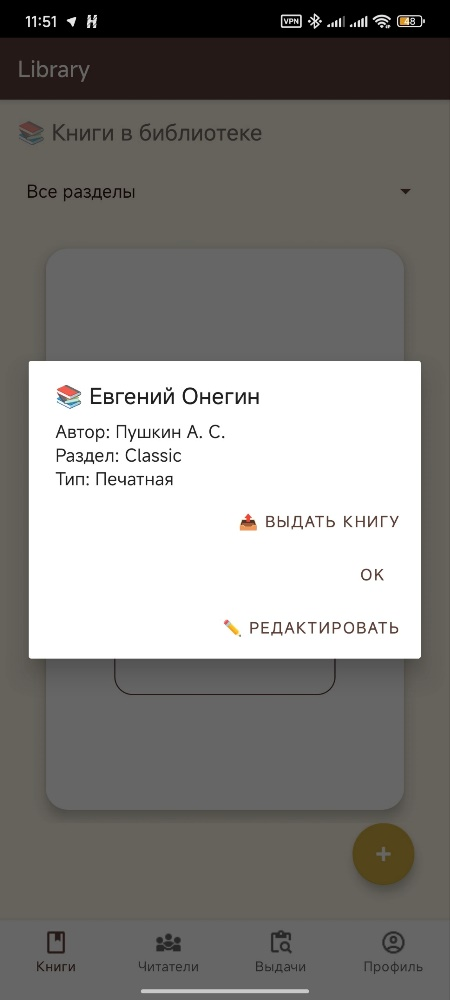 11:51
VPN
48
Library
📚 Книги в библиотеке
Все разделы
📚 Евгений Онегин
Автор: Пушкин А. С.
Раздел: Classic
Тип: Печатная
📤 ВЫДАТЬ КНИГУ
OK
✏️ РЕДАКТИРОВАТЬ
+
Книги
Читатели
Выдачи
Профиль